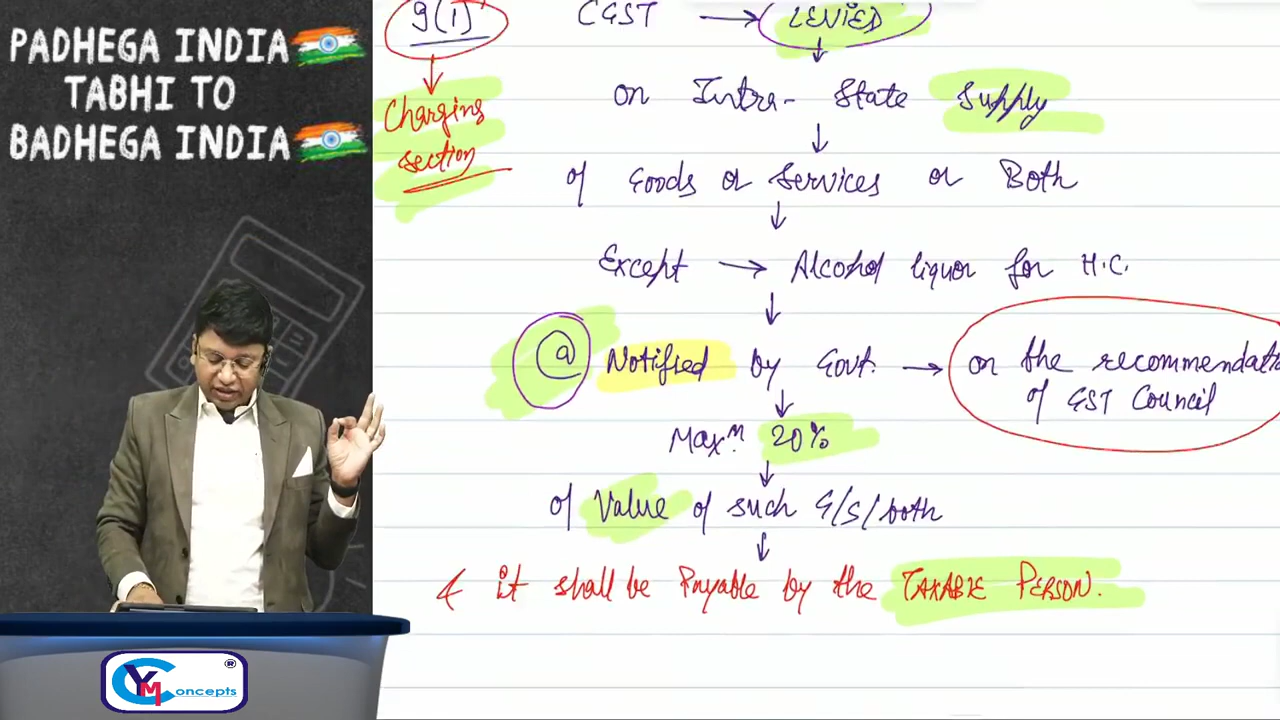 PADHEGA INDIA
TABHI TO
BADHEGA INDIA
9(1)
CGST → LEVIED
Charging
section
on Intra- State Supply
of Goods or Services or Both
Except → Alcohol liquor for H.C.
@ Notified by Govt. → on the recommendati
of GST Council
Maxm. 20%
of Value of such G/S/both
& it shall be Payable by the TAXABLE PERSON.
YM Concepts ®